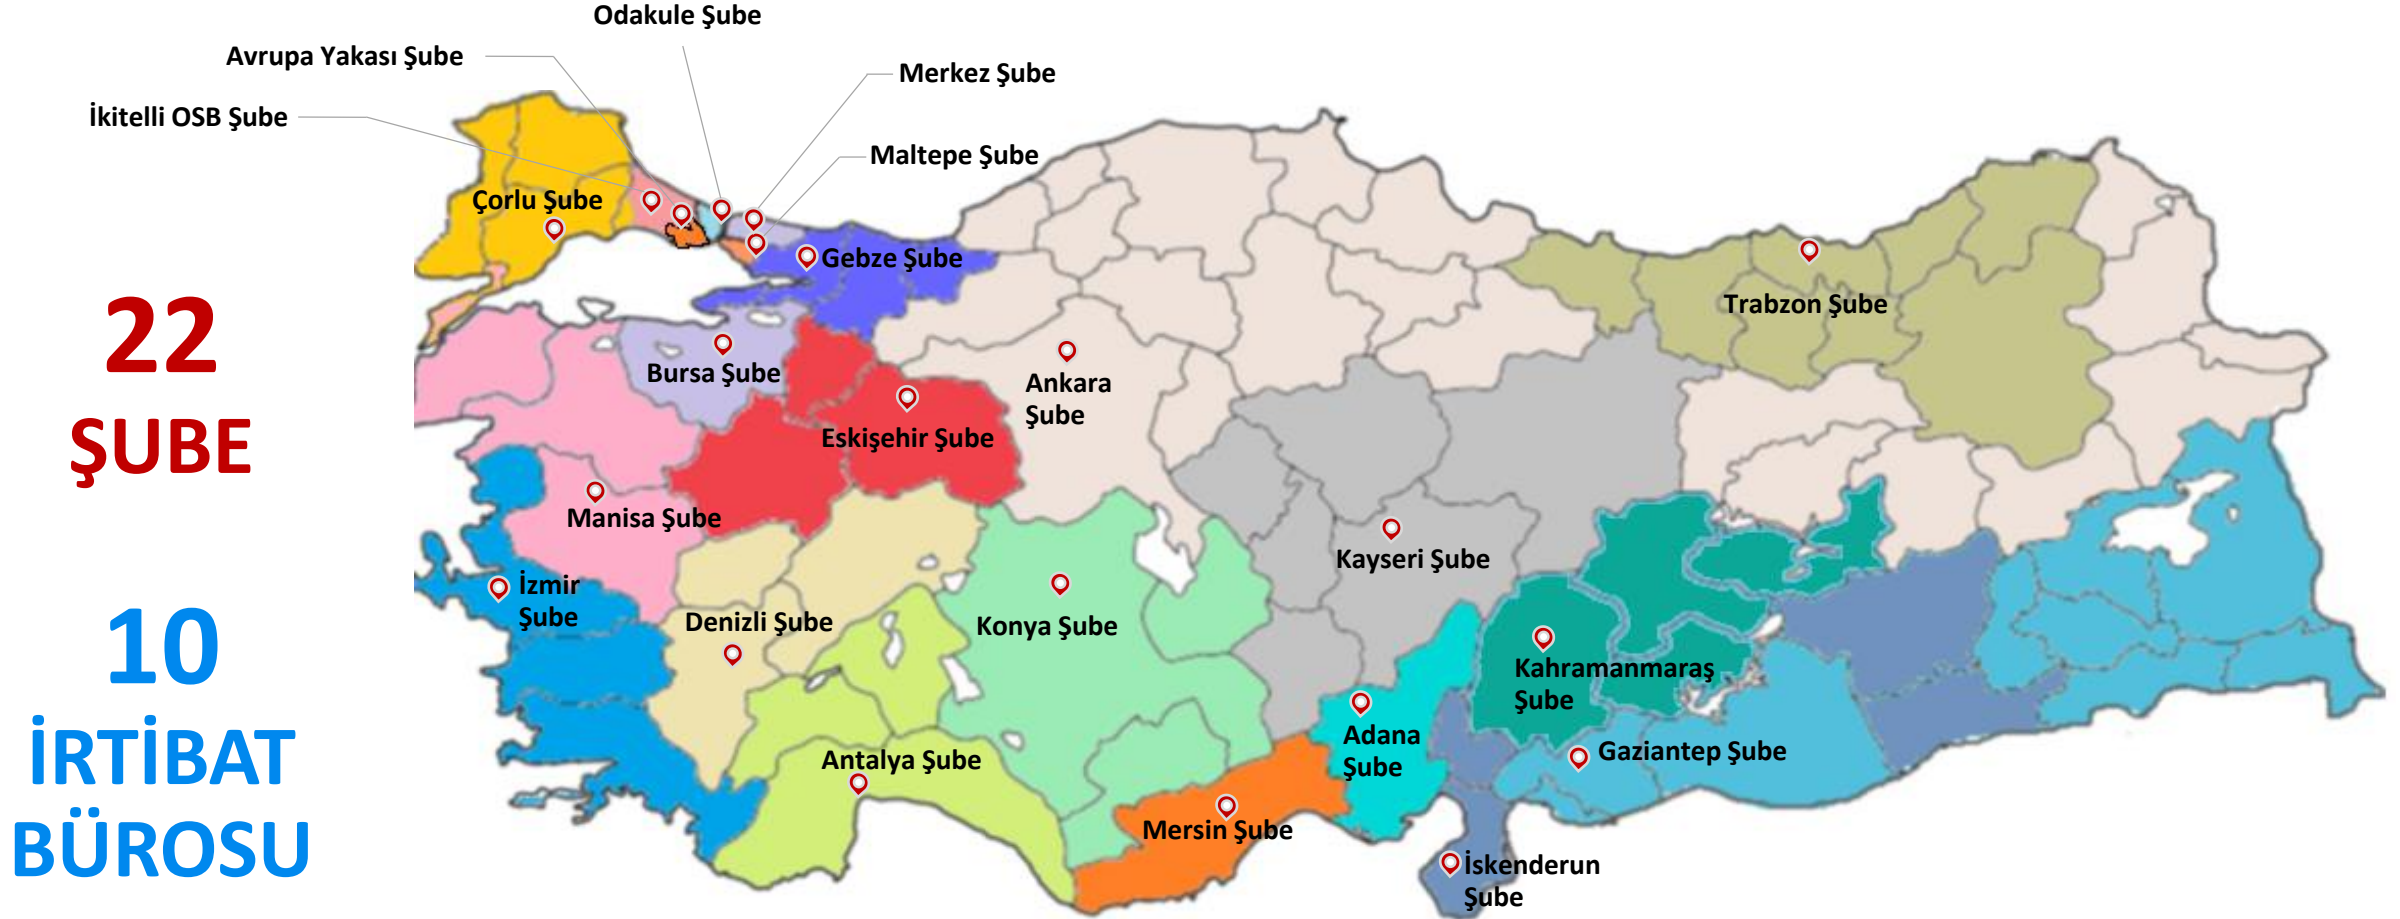 Odakule Şube
Avrupa Yakası Şube
Merkez Şube
İkitelli OSB Şube
Maltepe Şube
Çorlu Şube
Gebze Şube
Trabzon Şube
22
ŞUBE
Bursa Şube
Ankara
Şube
Eskişehir Şube
Manisa Şube
Kayseri Şube
İzmir
Şube
Denizli Şube
Konya Şube
10
İRTİBAT
BÜROSU
Kahramanmaraş
Şube
Adana
Şube
Gaziantep Şube
Antalya Şube
Mersin Şube
İskenderun
Şube